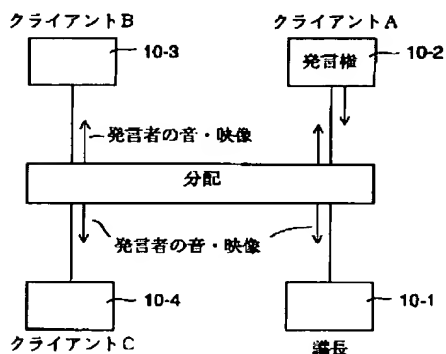 クライアントB
クライアントA
10-3
発言権
10-2
発言者の音・映像
分配
発言者の音・映像
10-4
10-1
クライアントC
議長